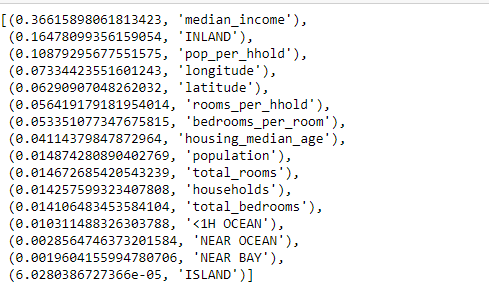 [(0.36615898061813423, 'median_income'),
(0.16478099356159054, 'INLAND'),
(0.10879295677551575, 'pop_per_hhold'),
(0.07334423551601243, 'longitude'),
(0.06290907048262032, 'latitude'),
(0.056419179181954014, 'rooms_per_hhold'),
(0.053351077347675815, 'bedrooms_per_room'),
(0.04114379847872964, 'housing_median_age'),
(0.014874280890402769, 'population'),
(0.014672685420543239, 'total_rooms'),
(0.014257599323407808, 'households'),
(0.014106483453584104, 'total_bedrooms'),
(0.010311488326303788, '<1H OCEAN'),
(0.0028564746373201584, 'NEAR OCEAN'),
(0.0019604155994780706, 'NEAR BAY'),
(6.0280386727366e-05, 'ISLAND')]